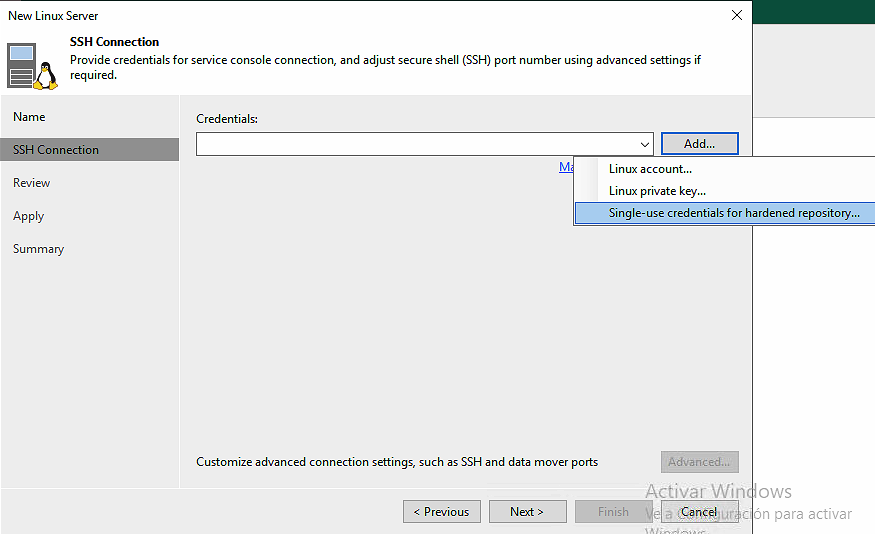 New Linux Server
SSH Connection
Provide credentials for service console connection, and adjust secure shell (SSH) port number using advanced settings if
required.
Name
SSH Connection
Review
Apply
Summary
Credentials:
Add...
Ma
Linux account...
Linux private key...
Single-use credentials for hardened repository...
Customize advanced connection settings, such as SSH and data mover ports
Advanced...
< Previous
Next >
Finish
Cancel
Activar Windows
Ve a Configuración para activar
Windows.